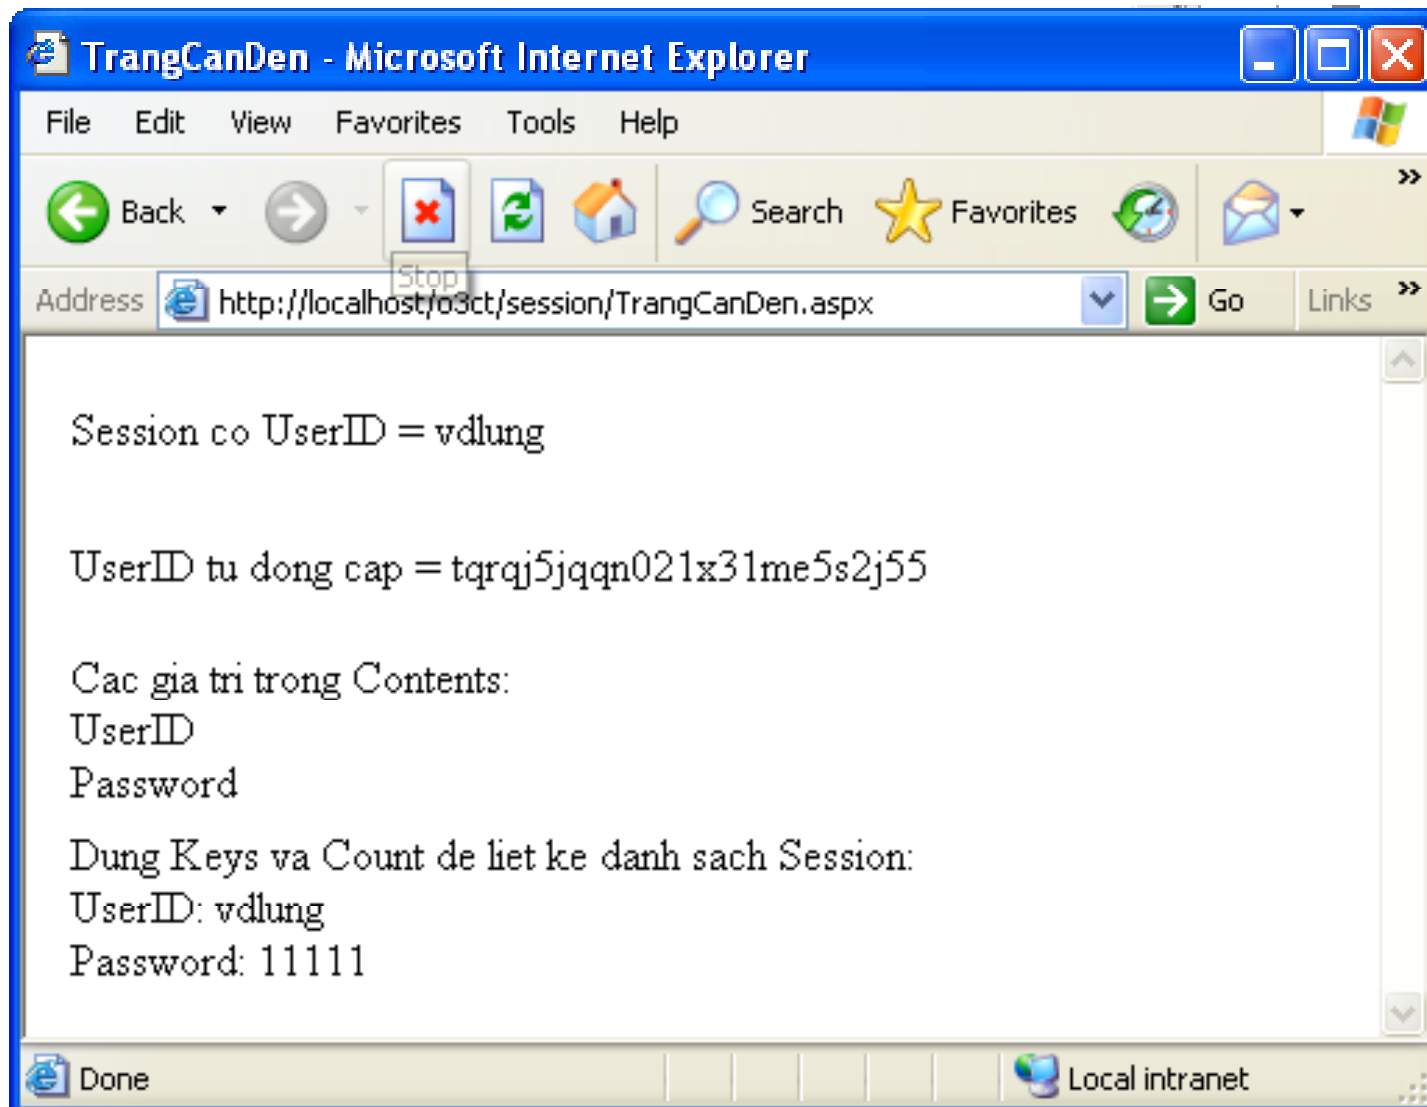 TrangCanDen - Microsoft Internet Explorer
File Edit View Favorites Tools Help
Back Search Favorites »
Stop
Address http://localhost/o3ct/session/TrangCanDen.aspx Go Links »
Session co UserID = vdlung
UserID tu dong cap = tqrqj5jqqn021x31me5s2j55
Cac gia tri trong Contents:
UserID
Password
Dung Keys va Count de liet ke danh sach Session:
UserID: vdlung
Password: 11111
Done Local intranet